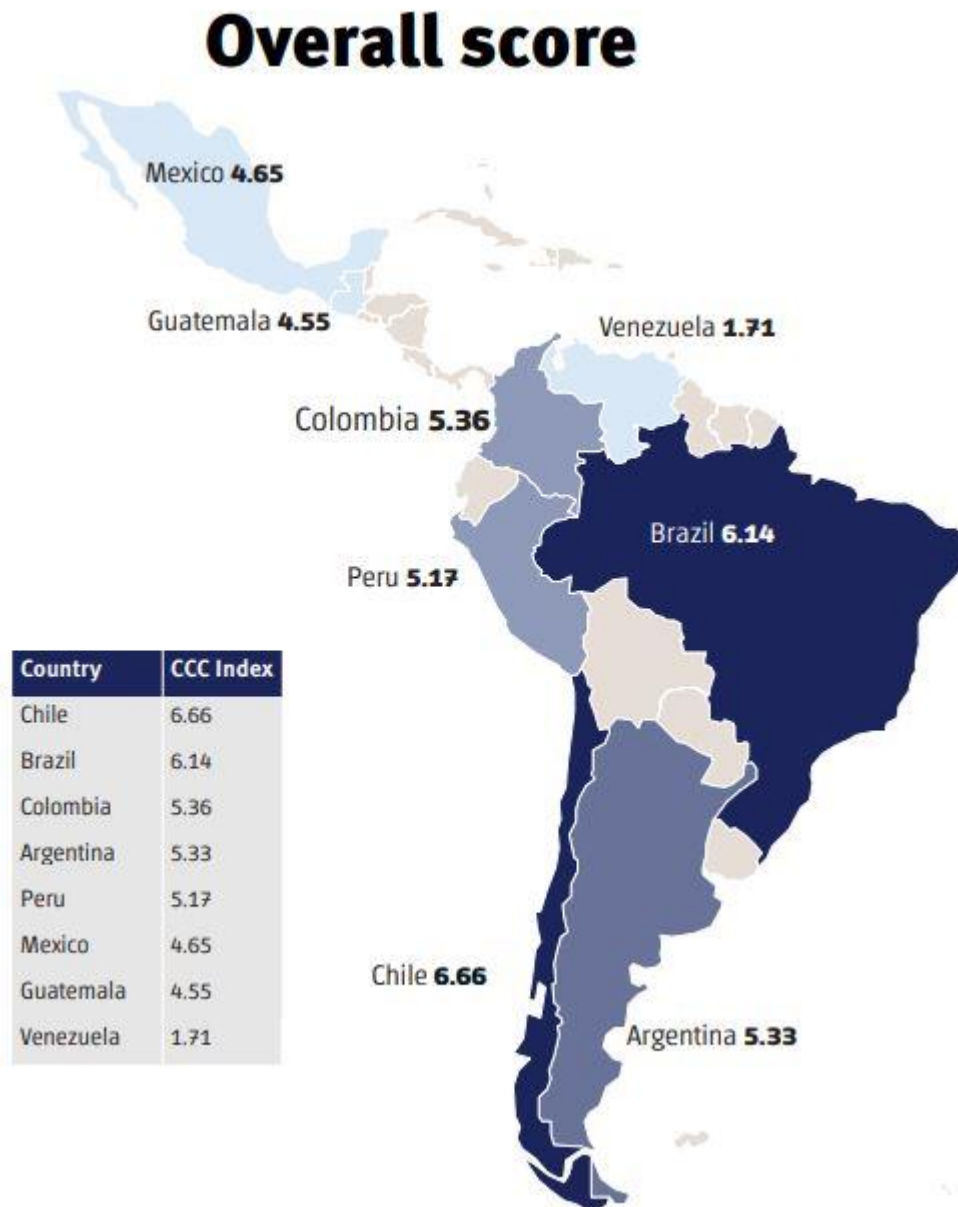 Overall score
Mexico 4.65
Guatemala 4.55
Venezuela 1.71
Colombia 5.36
Brazil 6.14
Peru 5.17
Country CCC Index
Chile 6.66
Brazil 6.14
Colombia 5.36
Argentina 5.33
Peru 5.17
Mexico 4.65
Guatemala 4.55
Venezuela 1.71
Chile 6.66
Argentina 5.33